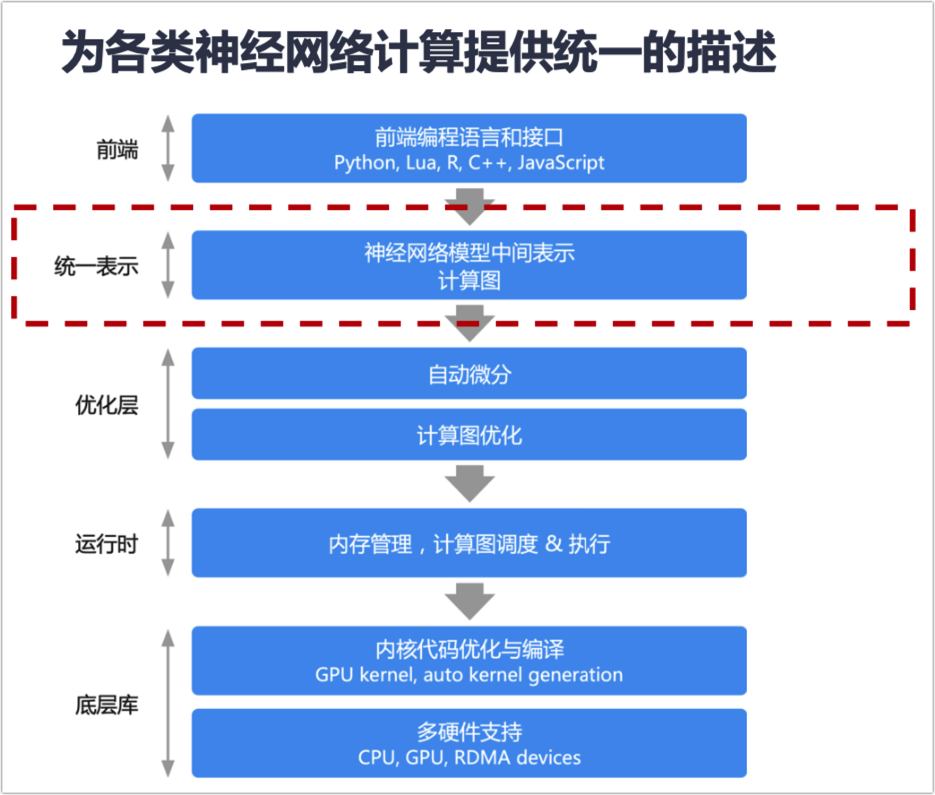 为各类神经网络计算提供统一的描述
前端
前端编程语言和接口
Python, Lua, R, C++, JavaScript
统一表示
神经网络模型中间表示
计算图
优化层
自动微分
计算图优化
运行时
内存管理，计算图调度 & 执行
底层库
内核代码优化与编译
GPU kernel, auto kernel generation
多硬件支持
CPU, GPU, RDMA devices